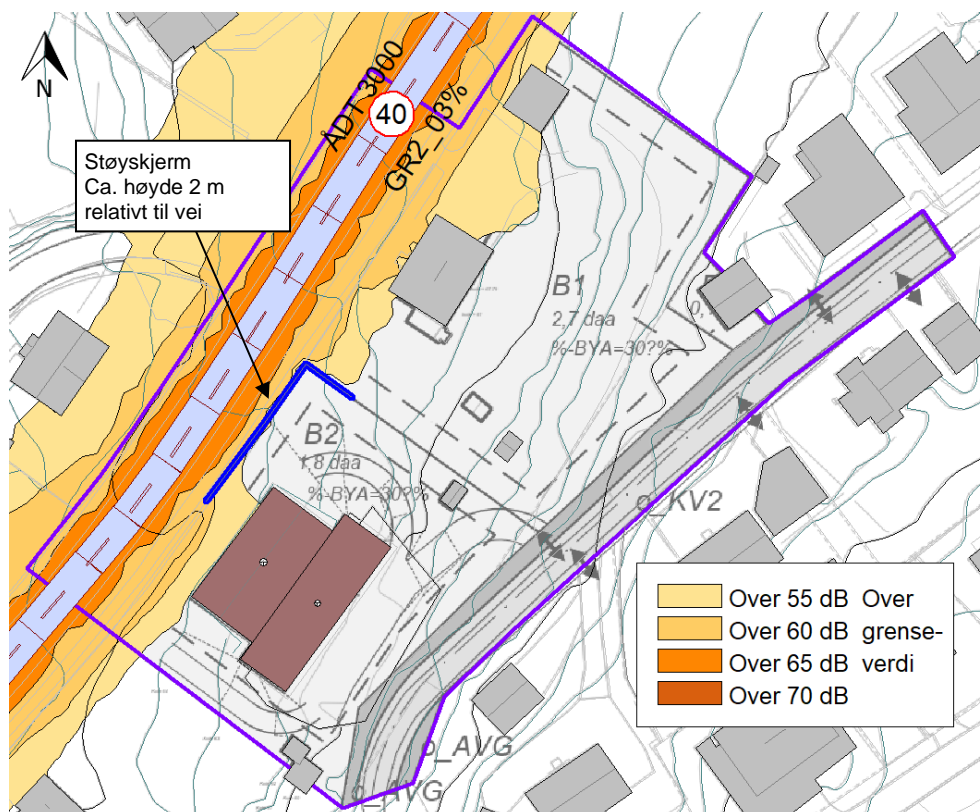 N
ÅDT 3000
40
GR2_03%
Støyskjerm
Ca. høyde 2 m
relativt til vei
B1
2,7 daa
%-BYA=30?%
B2
1,8 daa
%-BYA=30?%
o_KV2
Over 55 dB Over
Over 60 dB grense-
Over 65 dB verdi
Over 70 dB
o_AVG
o_AVG